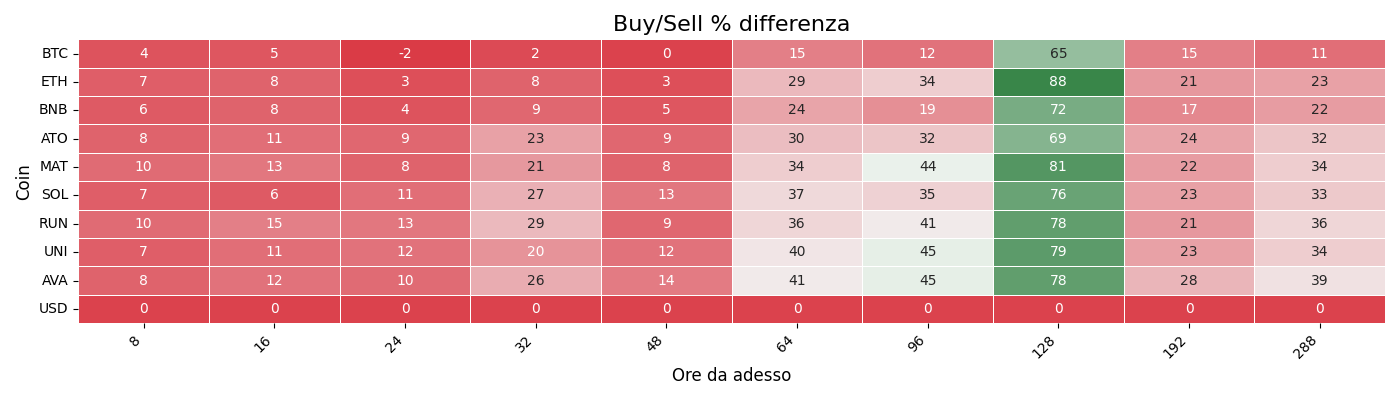 Buy/Sell % differenza
Coin
BTC 4 5 -2 2 0 15 12 65 15 11
ETH 7 8 3 8 3 29 34 88 21 23
BNB 6 8 4 9 5 24 19 72 17 22
ATO 8 11 9 23 9 30 32 69 24 32
MAT 10 13 8 21 8 34 44 81 22 34
SOL 7 6 11 27 13 37 35 76 23 33
RUN 10 15 13 29 9 36 41 78 21 36
UNI 7 11 12 20 12 40 45 79 23 34
AVA 8 12 10 26 14 41 45 78 28 39
USD 0 0 0 0 0 0 0 0 0 0
8 16 24 32 48 64 96 128 192 288
Ore da adesso